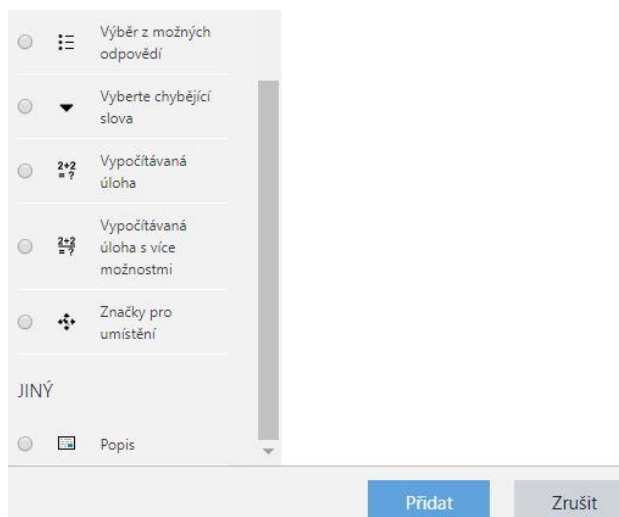 Výběr z možných
odpovědí
Vyberte chybějící
slova
2+2
= ?
Vypočítávaná
úloha
2+2
= ?
Vypočítávaná
úloha s více
možnostmi
Značky pro
umístění
JINÝ
Popis
Přidat
Zrušit